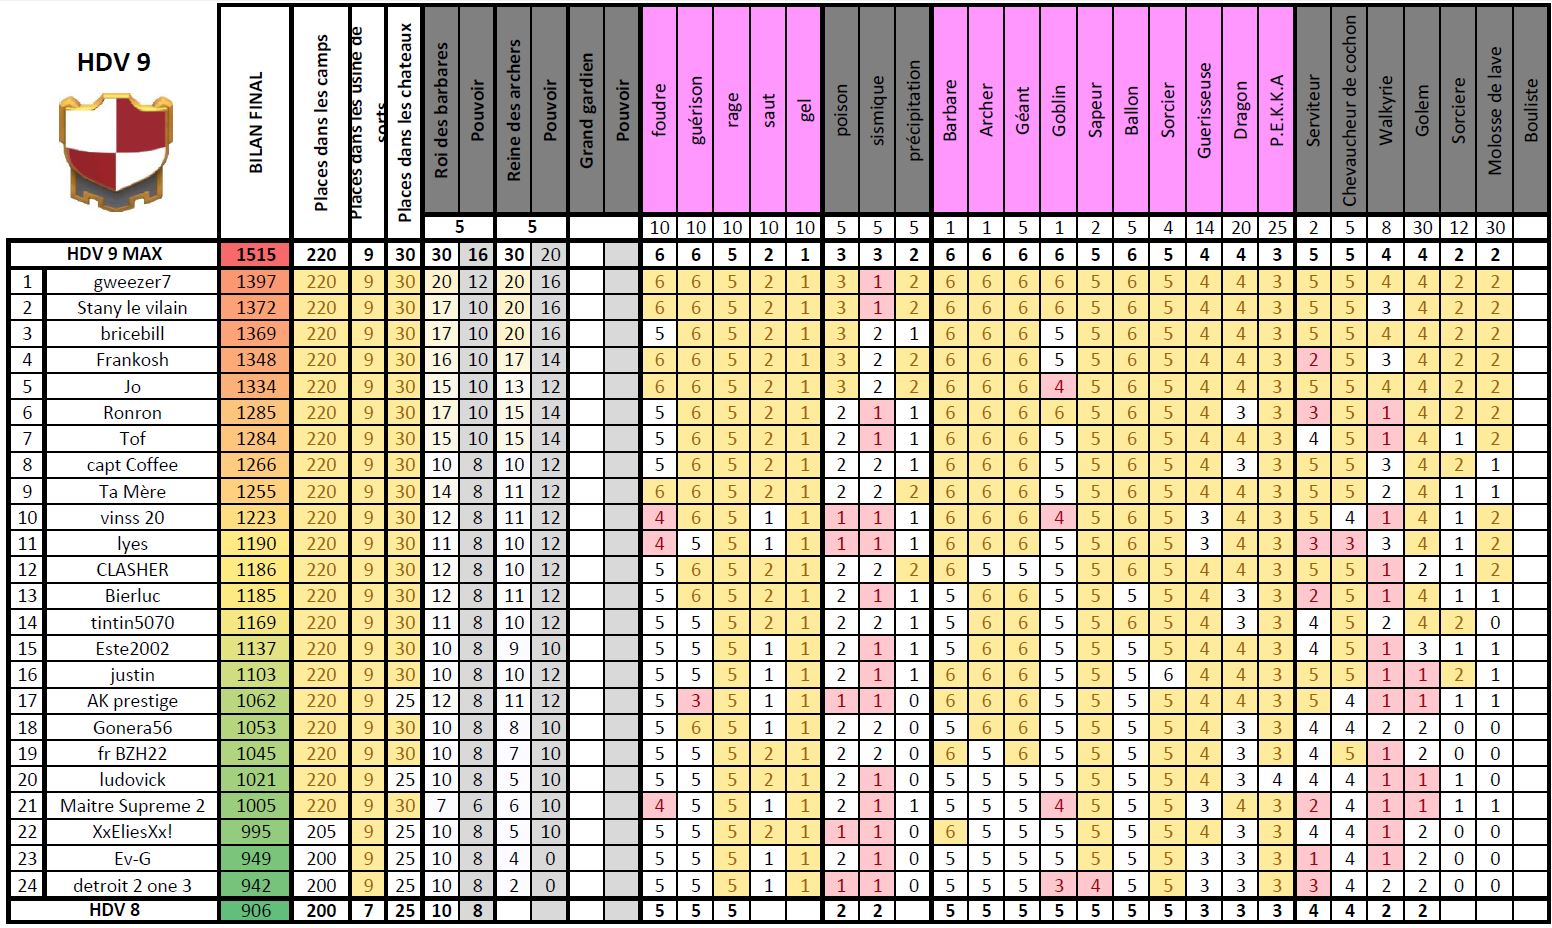 HDV 9 BILAN FINAL Places dans les camps Places dans les usine de sorts Places dans les chateaux Roi des barbares Pouvoir Reine des archers Pouvoir Grand gardien Pouvoir foudre guérison rage saut gel poison sismique précipitation Barbare Archer Géant Goblin Sapeur Ballon Sorcier Guerisseuse Dragon P.E.K.K.A Serviteur Chevaucheur de cochon Walkyrie Golem Sorciere Molosse de lave Bouliste
5 5 10 10 10 10 10 5 5 5 1 1 5 1 2 5 4 14 20 25 2 5 8 30 12 30
HDV 9 MAX 1515 220 9 30 30 16 30 20 6 6 5 2 1 3 3 2 6 6 6 6 5 6 5 4 4 3 5 5 4 4 2 2
1 gweezer7 1397 220 9 30 20 12 20 16 6 6 5 2 1 3 1 2 6 6 6 6 5 6 5 4 4 3 5 5 4 4 2 2
2 Stany le vilain 1372 220 9 30 17 10 20 16 6 6 5 2 1 3 1 2 6 6 6 6 5 6 5 4 4 3 5 5 3 4 2 2
3 bricebill 1369 220 9 30 17 10 20 16 5 6 5 2 1 3 2 1 6 6 6 5 5 6 5 4 4 3 5 5 4 4 2 2
4 Frankosh 1348 220 9 30 16 10 17 14 6 6 5 2 1 3 2 2 6 6 6 5 5 6 5 4 4 3 2 5 3 4 2 2
5 Jo 1334 220 9 30 15 10 13 12 6 6 5 2 1 3 2 2 6 6 6 4 5 6 5 4 4 3 5 5 4 4 2 2
6 Ronron 1285 220 9 30 17 10 15 14 5 6 5 2 1 2 1 1 6 6 6 6 5 6 5 4 3 3 3 5 1 4 2 2
7 Tof 1284 220 9 30 15 10 15 14 5 6 5 2 1 2 1 1 6 6 6 5 5 6 5 4 4 3 4 5 1 4 1 2
8 capt Coffee 1266 220 9 30 10 8 10 12 5 6 5 2 1 2 2 1 6 6 6 5 5 6 5 4 3 3 5 5 3 4 2 1
9 Ta Mère 1255 220 9 30 14 8 11 12 6 6 5 2 1 2 2 2 6 6 6 5 5 6 5 4 4 3 5 5 2 4 1 1
10 vinss 20 1223 220 9 30 12 8 11 12 4 6 5 1 1 1 1 1 6 6 6 4 5 6 5 3 4 3 5 4 1 4 1 2
11 lyes 1190 220 9 30 11 8 10 12 4 5 5 1 1 1 1 1 6 6 6 5 5 6 5 3 4 3 3 3 3 4 1 2
12 CLASHER 1186 220 9 30 12 8 10 12 5 6 5 2 1 2 2 2 6 5 5 5 5 6 5 4 4 3 5 5 1 2 1 2
13 Bierluc 1185 220 9 30 12 8 11 12 5 6 5 2 1 2 1 1 5 6 6 5 5 5 5 4 3 3 2 5 1 4 1 1
14 tintin5070 1169 220 9 30 11 8 10 12 5 5 5 2 1 2 2 1 5 6 6 5 5 6 5 4 3 3 4 5 2 4 2 0
15 Este2002 1137 220 9 30 10 8 9 10 5 5 5 1 1 2 1 1 5 6 6 5 5 5 5 4 4 3 4 5 1 3 1 1
16 justin 1103 220 9 30 10 8 10 12 5 5 5 1 1 2 1 1 6 6 6 5 5 5 6 4 4 3 5 5 1 1 2 1
17 AK prestige 1062 220 9 25 12 8 11 12 5 3 5 1 1 1 1 0 6 6 6 5 5 5 5 4 4 3 5 4 1 1 1 1
18 Gonera56 1053 220 9 30 10 8 8 10 5 6 5 1 1 2 2 0 5 6 6 5 5 5 5 4 3 3 4 4 2 2 0 0
19 fr BZH22 1045 220 9 30 10 8 7 10 5 5 5 2 1 2 2 0 6 5 6 5 5 5 5 4 3 3 4 5 1 2 0 0
20 ludovick 1021 220 9 25 10 8 5 10 5 5 5 2 1 2 1 0 5 5 5 5 5 5 5 4 3 4 4 4 1 1 1 0
21 Maitre Supreme 2 1005 220 9 30 7 6 6 10 4 5 5 1 1 2 1 1 5 5 5 4 5 5 5 3 4 3 2 4 1 1 1 1
22 XxEliesXx! 995 205 9 25 10 8 5 10 5 5 5 2 1 1 1 0 6 5 5 5 5 5 5 4 3 3 4 4 1 2 0 0
23 Ev-G 949 200 9 25 10 8 4 0 5 5 5 1 1 2 1 0 5 5 5 5 5 5 5 3 3 3 1 4 1 2 0 0
24 detroit 2 one 3 942 200 9 25 10 8 2 0 5 5 5 1 1 1 1 0 5 5 5 3 4 5 5 3 3 3 3 4 2 2 0 0
HDV 8 906 200 7 25 10 8 5 5 5 2 2 5 5 5 5 5 5 5 3 3 3 4 4 2 2